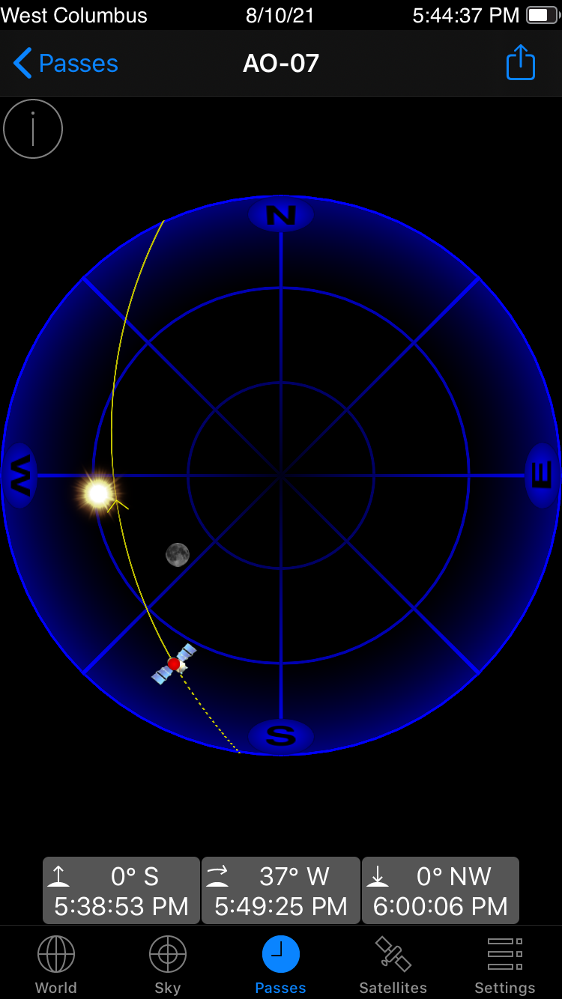 West Columbus 8/10/21 5:44:37 PM
Passes AO-07
N
W E
S
0° S 37° W 0° NW
5:38:53 PM 5:49:25 PM 6:00:06 PM
World Sky Passes Satellites Settings